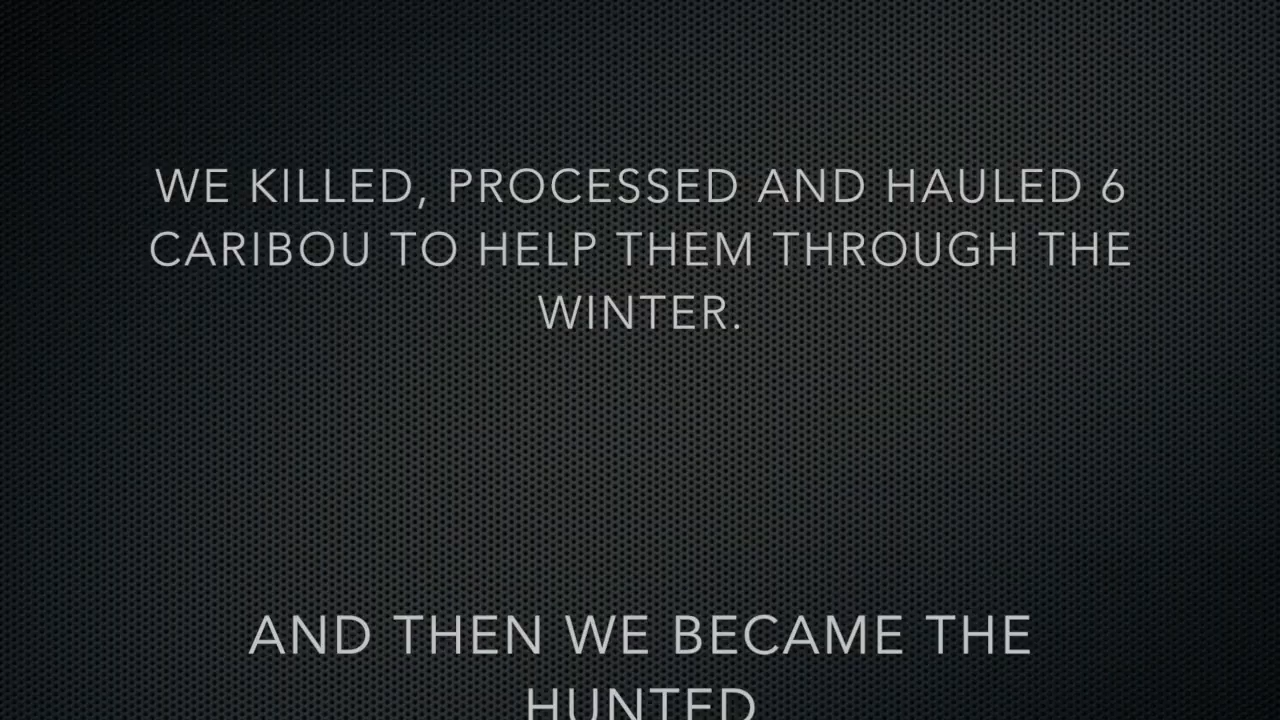 WE KILLED, PROCESSED AND HAULED 6
CARIBOU TO HELP THEM THROUGH THE
WINTER.
AND THEN WE BECAME THE
HUNTED